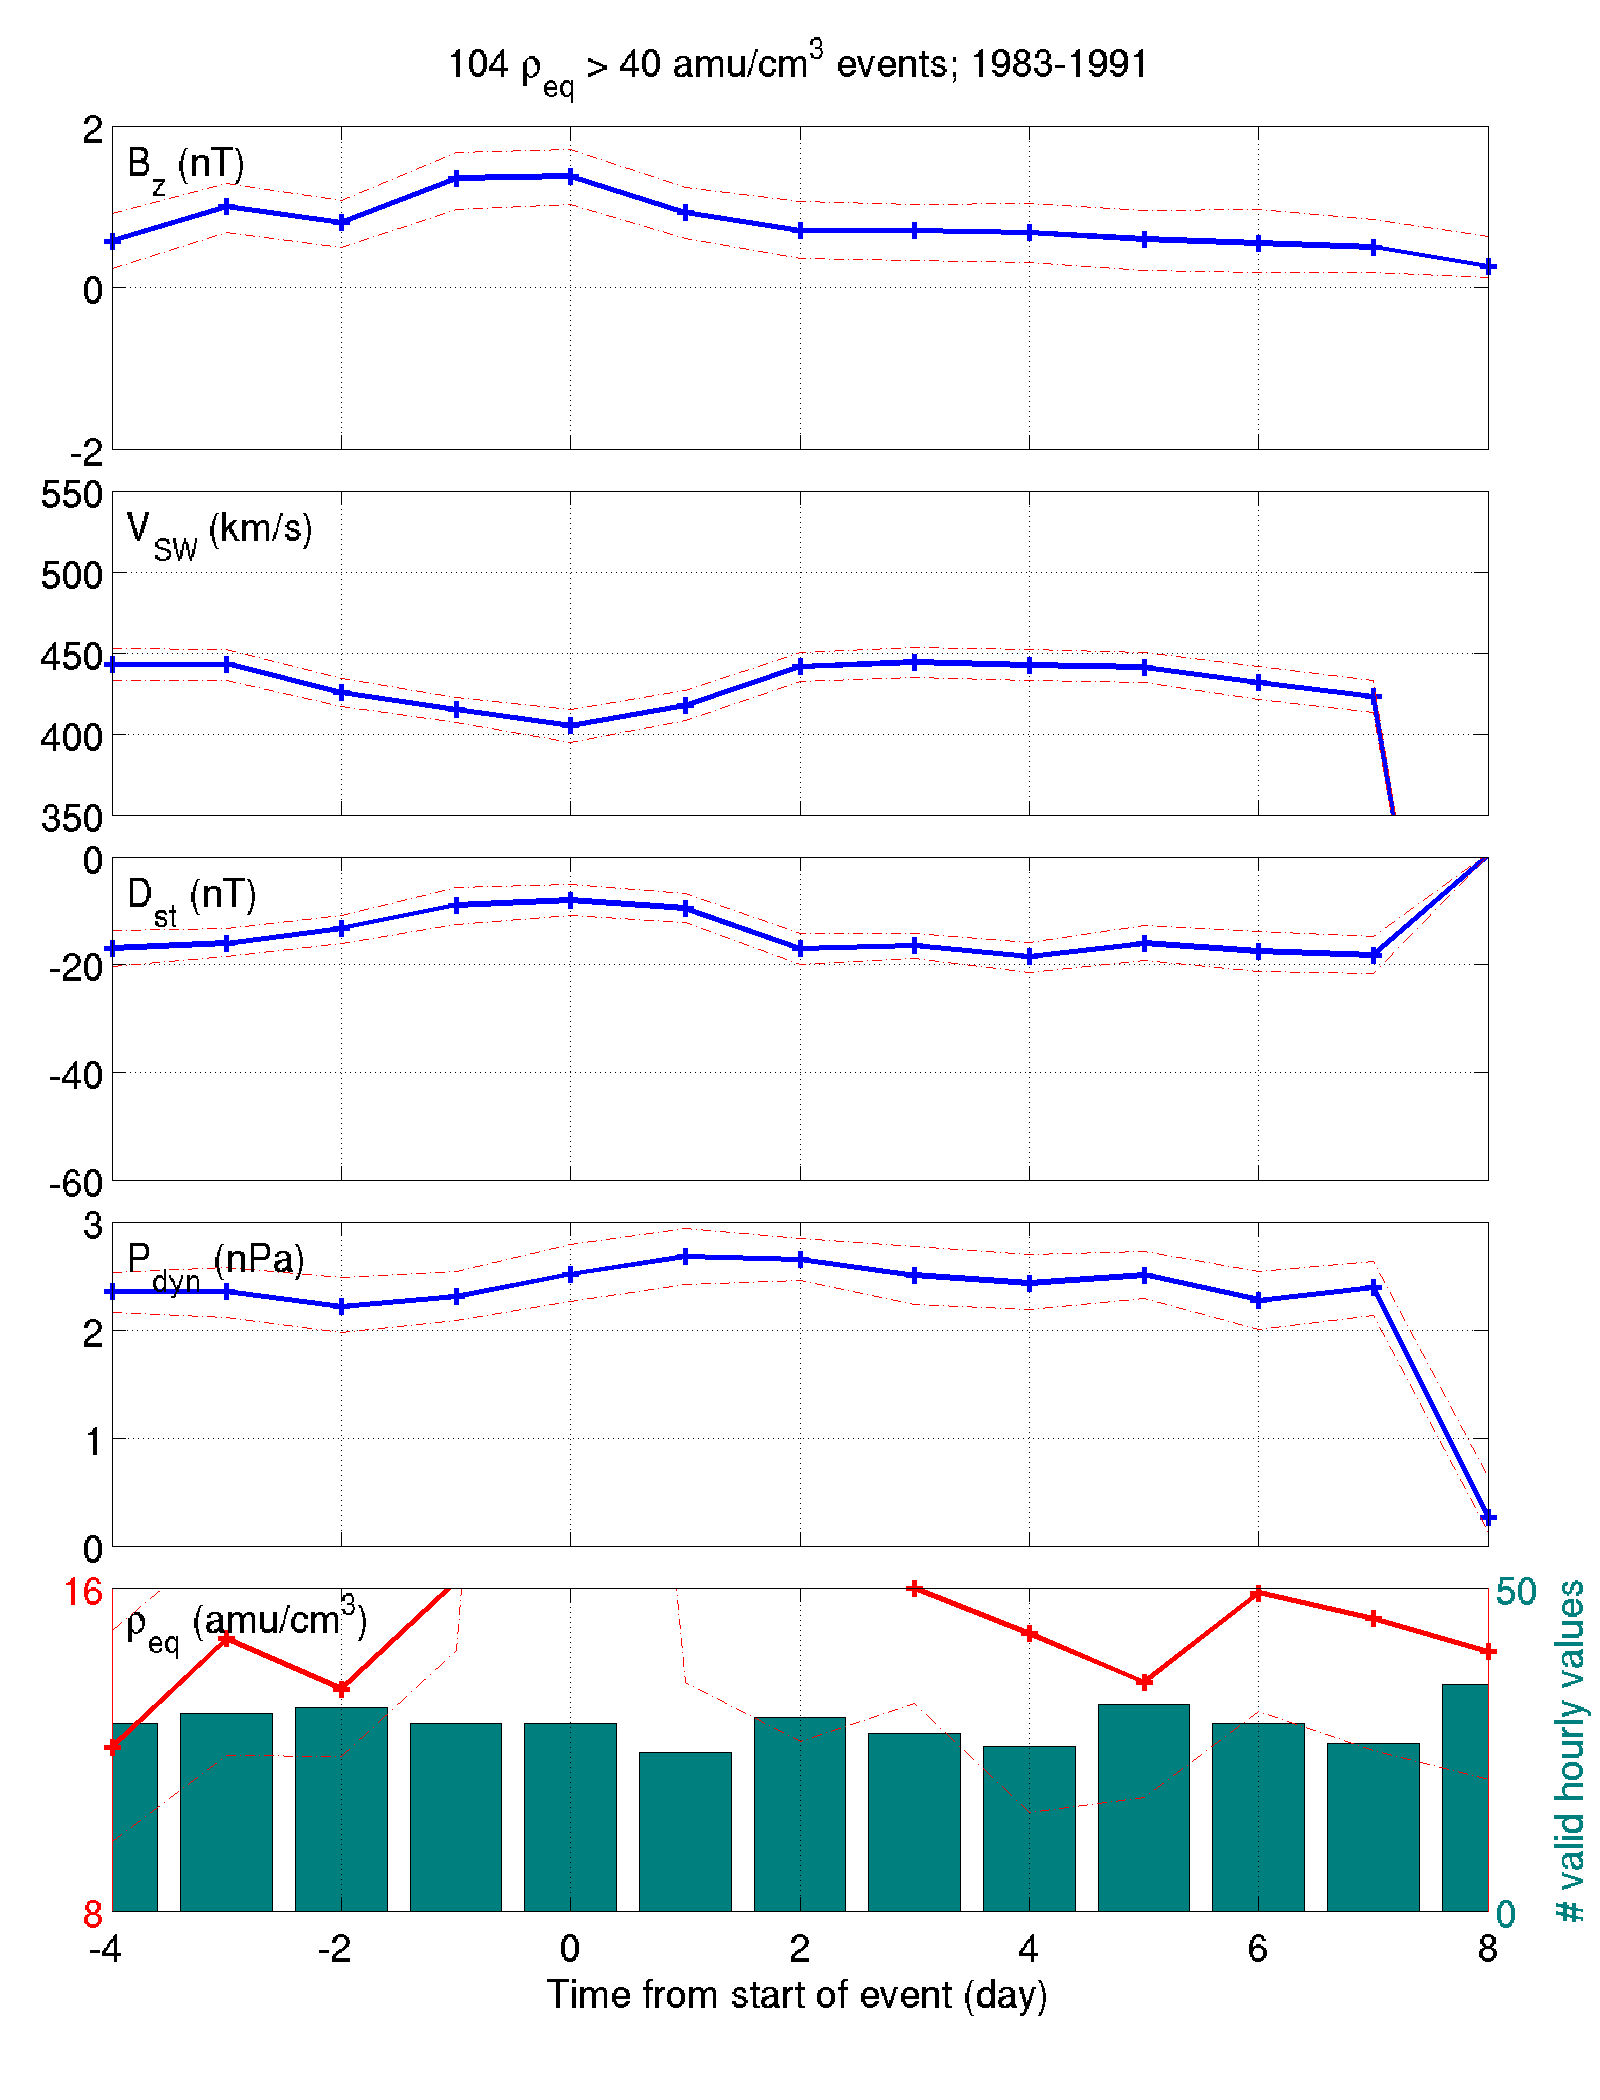 104 ρeq > 40 amu/cm3 events; 1983-1991
2
Bz (nT)
0
-2
550
VSW (km/s)
500
450
400
350
0
Dst (nT)
-20
-40
-60
3
Pdyn (nPa)
2
1
0
16
50
ρeq (amu/cm3)
# valid hourly values
8
0
-4 -2 0 2 4 6 8
Time from start of event (day)